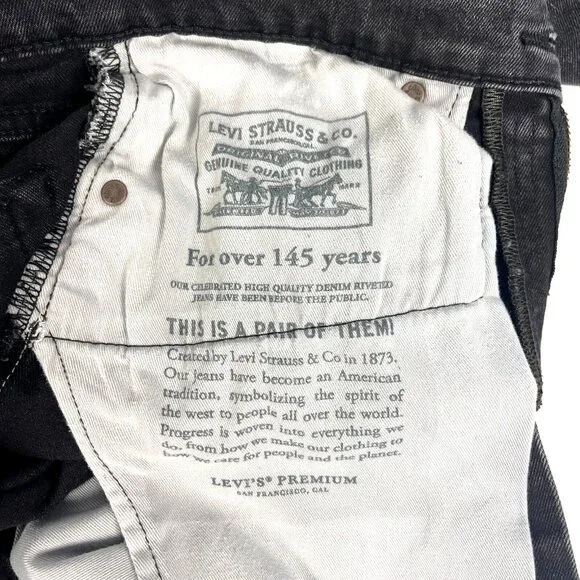 LEVI STRAUSS & CO.
SAN FRANCISCO, CAL.
ORIGINAL RIVETED
GENUINE QUALITY CLOTHING
TRADE MARK
For over 145 years
OUR CELEBRATED HIGH QUALITY DENIM RIVETED
JEANS HAVE BEEN BEFORE THE PUBLIC.
THIS IS A PAIR OF THEM!
Created by Levi Strauss & Co in 1873.
Our jeans have become an American
tradition, symbolizing the spirit of
the west to people all over the world.
Progress is woven into everything we
do, from how we make our clothing to
how we care for people and the planet.
LEVI'S® PREMIUM
SAN FRANCISCO, CAL